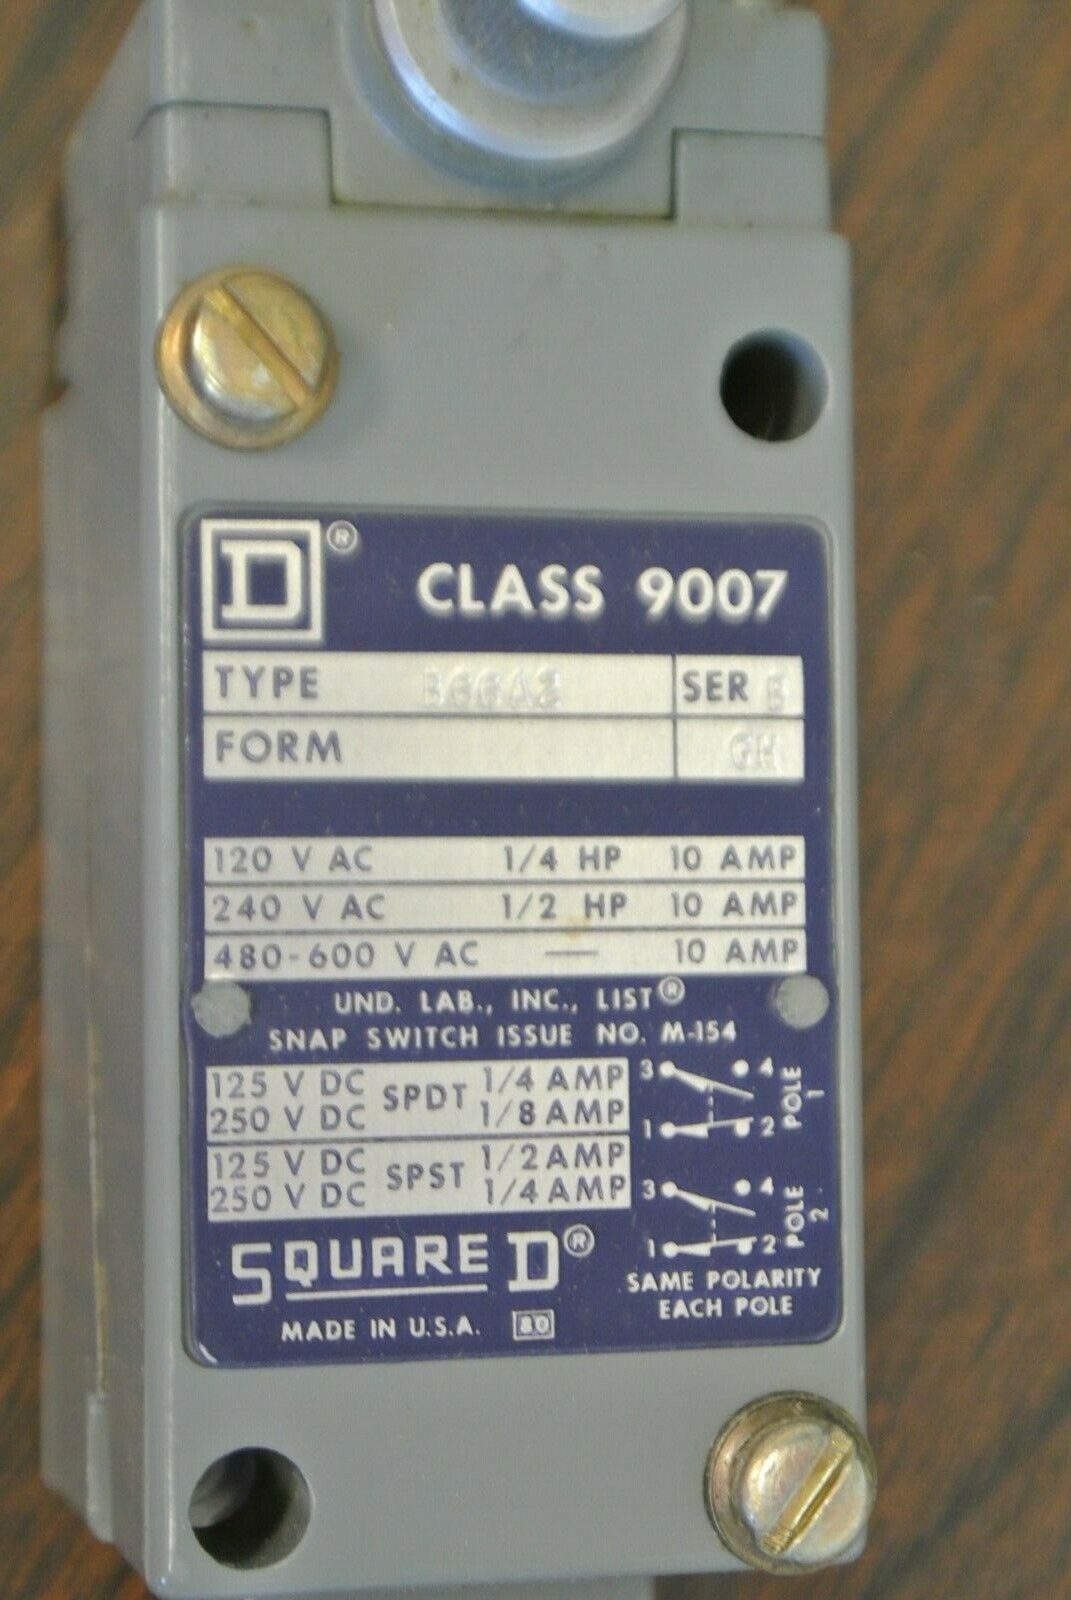 D®
CLASS 9007
TYPE B66A2 SER B
FORM GH
120 V AC 1/4 HP 10 AMP
240 V AC 1/2 HP 10 AMP
480-600 V AC — 10 AMP
UND. LAB., INC., LIST®
SNAP SWITCH ISSUE NO. M-154
125 V DC SPDT 1/4 AMP
250 V DC 1/8 AMP
125 V DC SPST 1/2 AMP
250 V DC 1/4 AMP
3 4
1 2
POLE 1
3 4
1 2
POLE 2
SAME POLARITY
EACH POLE
SQUARE D®
MADE IN U.S.A. 80